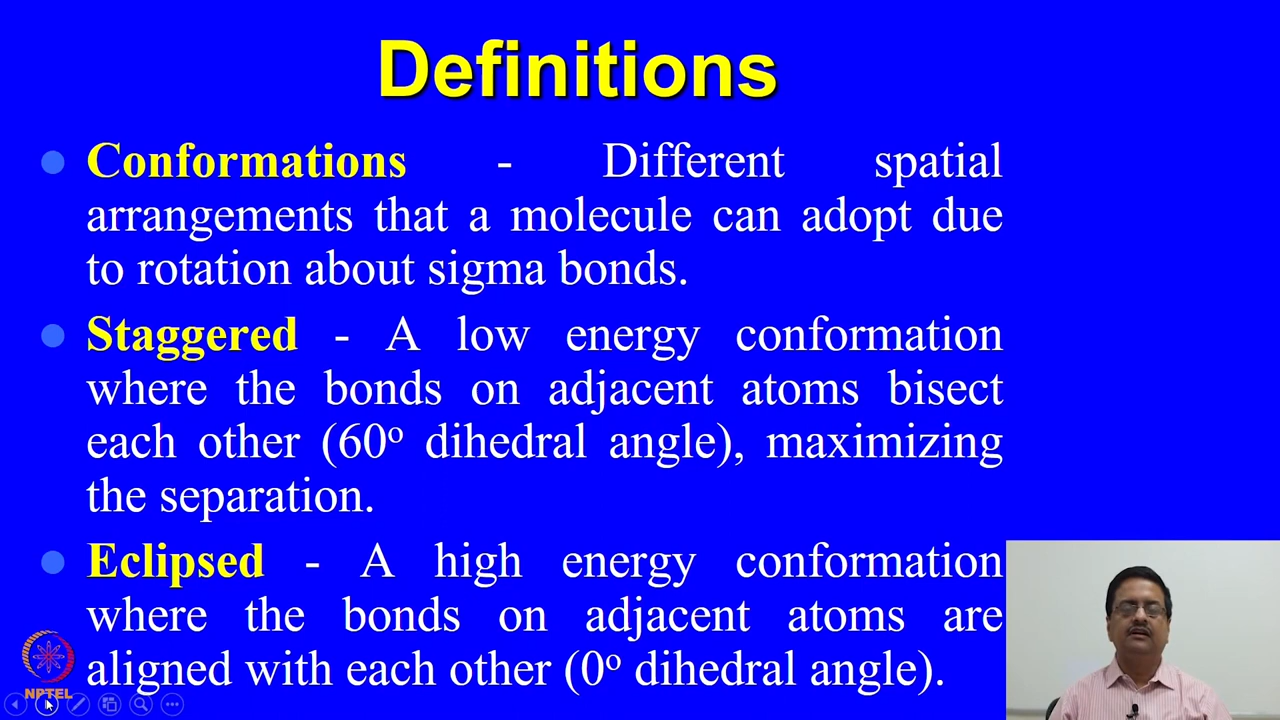 Definitions
Conformations - Different spatial
arrangements that a molecule can adopt due
to rotation about sigma bonds.
Staggered - A low energy conformation
where the bonds on adjacent atoms bisect
each other (60º dihedral angle), maximizing
the separation.
Eclipsed - A high energy conformation
where the bonds on adjacent atoms are
aligned with each other (0º dihedral angle).
NPTEL